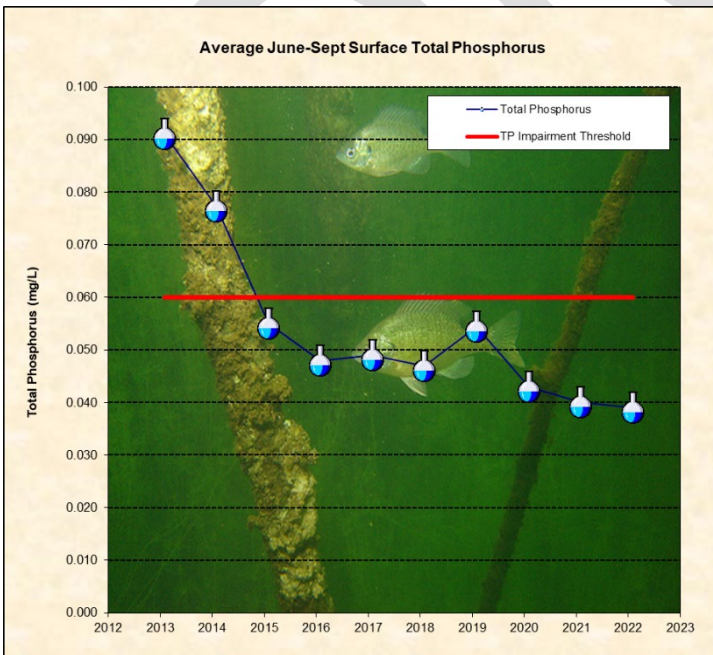 Average June-Sept Surface Total Phosphorus
Total Phosphorus
TP Impairment Threshold
Total Phosphorus (mg/L)
0.100
0.090
0.080
0.070
0.060
0.050
0.040
0.030
0.020
0.010
0.000
2012 2013 2014 2015 2016 2017 2018 2019 2020 2021 2022 2023